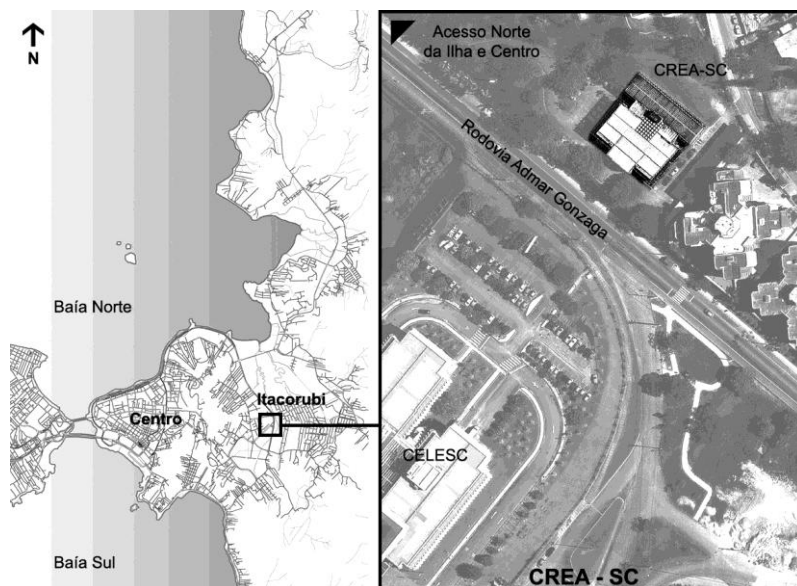 N
Baía Norte
Centro
Itacorubi
Baía Sul
Acesso Norte
da Ilha e Centro
CREA-SC
Rodovia Admar Gonzaga
CELESC
CREA - SC